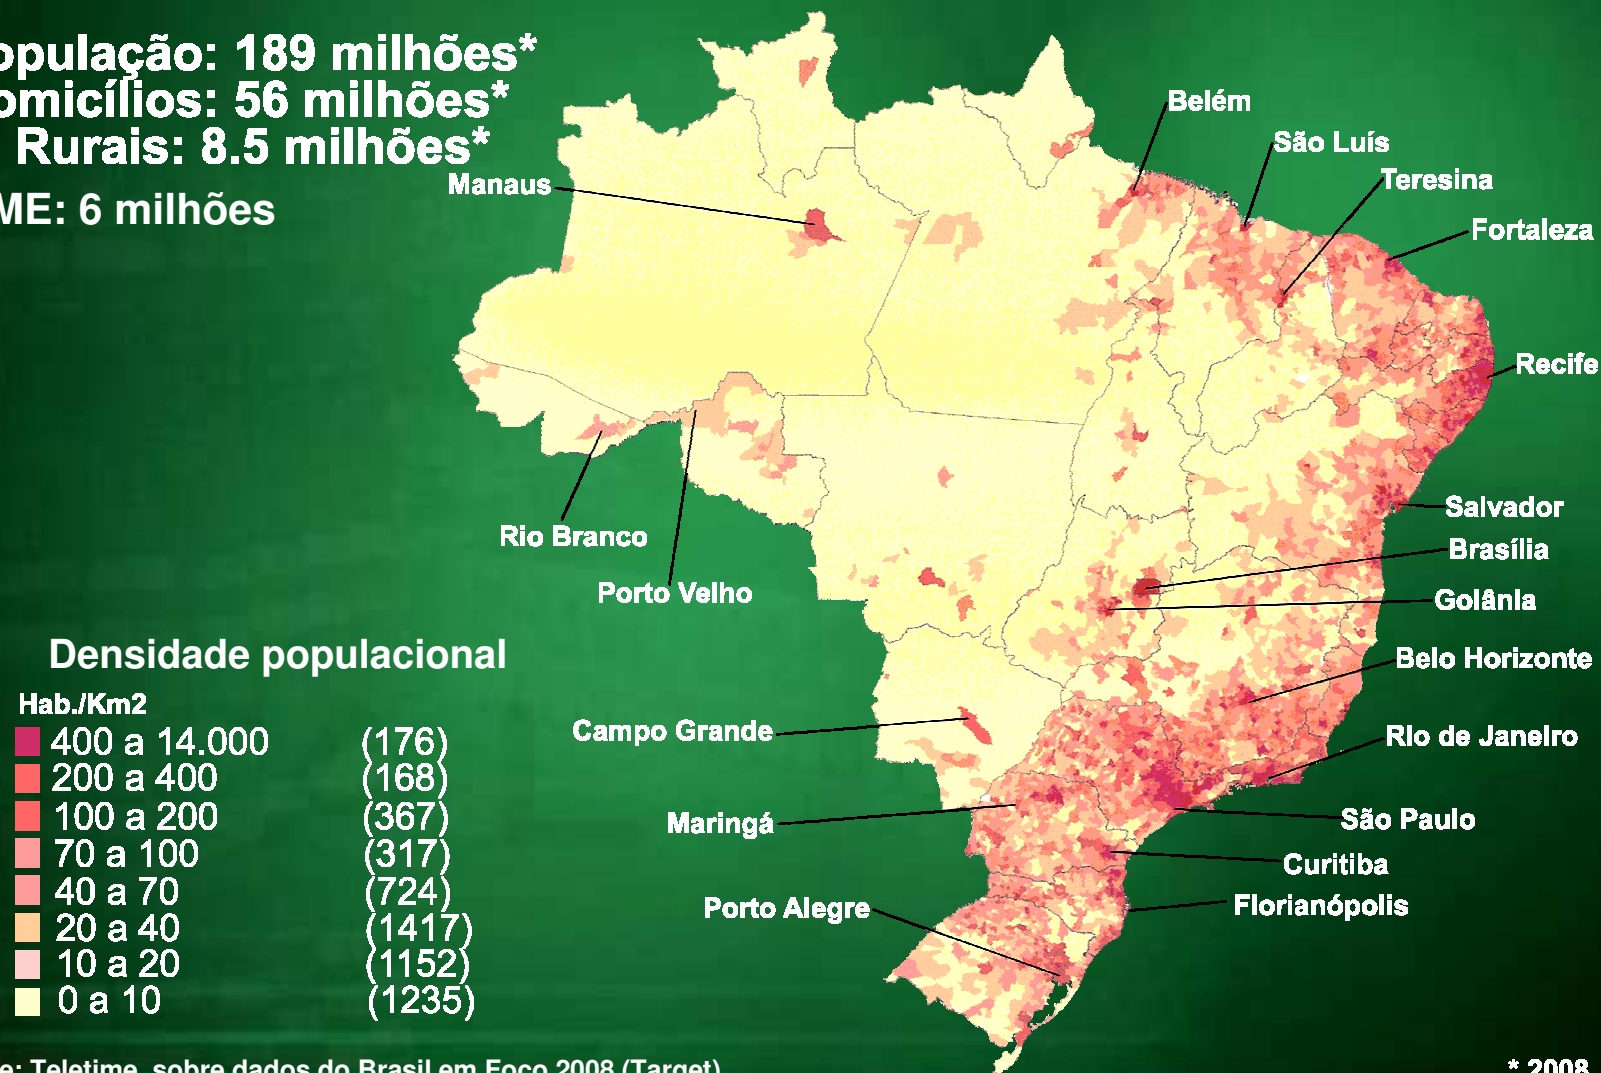 opulação: 189 milhões*
omicílios: 56 milhões*
Rurais: 8.5 milhões*
ME: 6 milhões
Belém
São Luís
Teresina
Manaus
Fortaleza
Recife
Salvador
Rio Branco
Brasília
Porto Velho
Goiânia
Belo Horizonte
Campo Grande
Rio de Janeiro
Maringá
São Paulo
Curitiba
Porto Alegre
Florianópolis
Densidade populacional
Hab./Km2
400 a 14.000 (176)
200 a 400 (168)
100 a 200 (367)
70 a 100 (317)
40 a 70 (724)
20 a 40 (1417)
10 a 20 (1152)
0 a 10 (1235)
e: Teletime, sobre dados do Brasil em Foco 2008 (Target)
* 2008